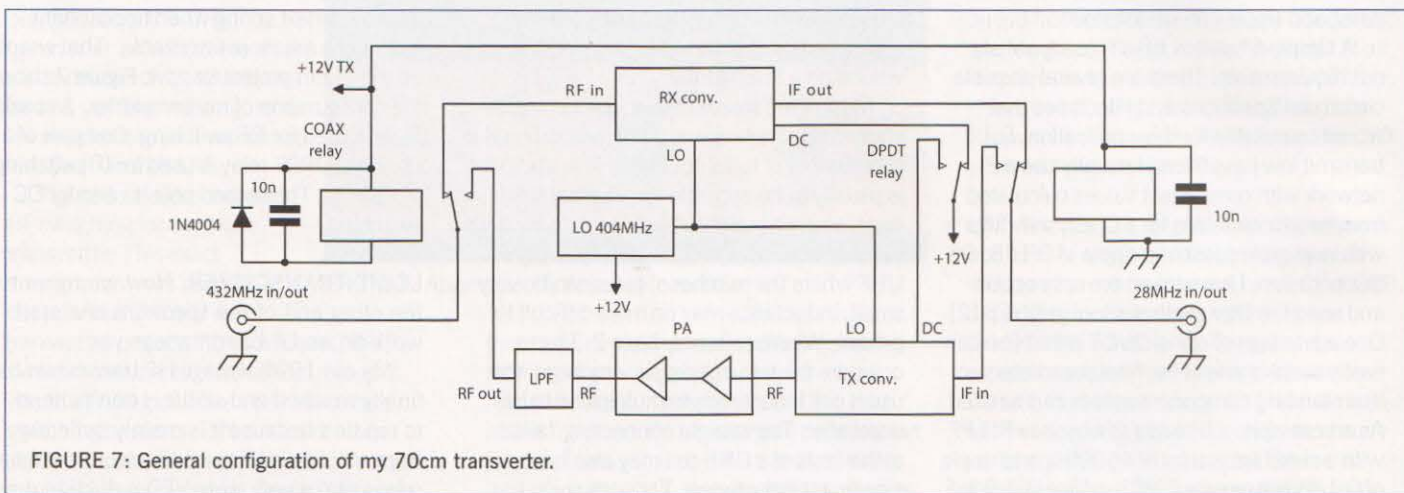 +12V TX
COAX
relay
10n
1N4004
432MHz in/out
RF in
RX conv.
IF out
DC
LO
DPDT
relay
LO 404MHz
+12V
+12V
10n
28MHz in/out
PA
LO
DC
RF out
LPF
RF
RF
TX conv.
IF in
FIGURE 7: General configuration of my 70cm transverter.